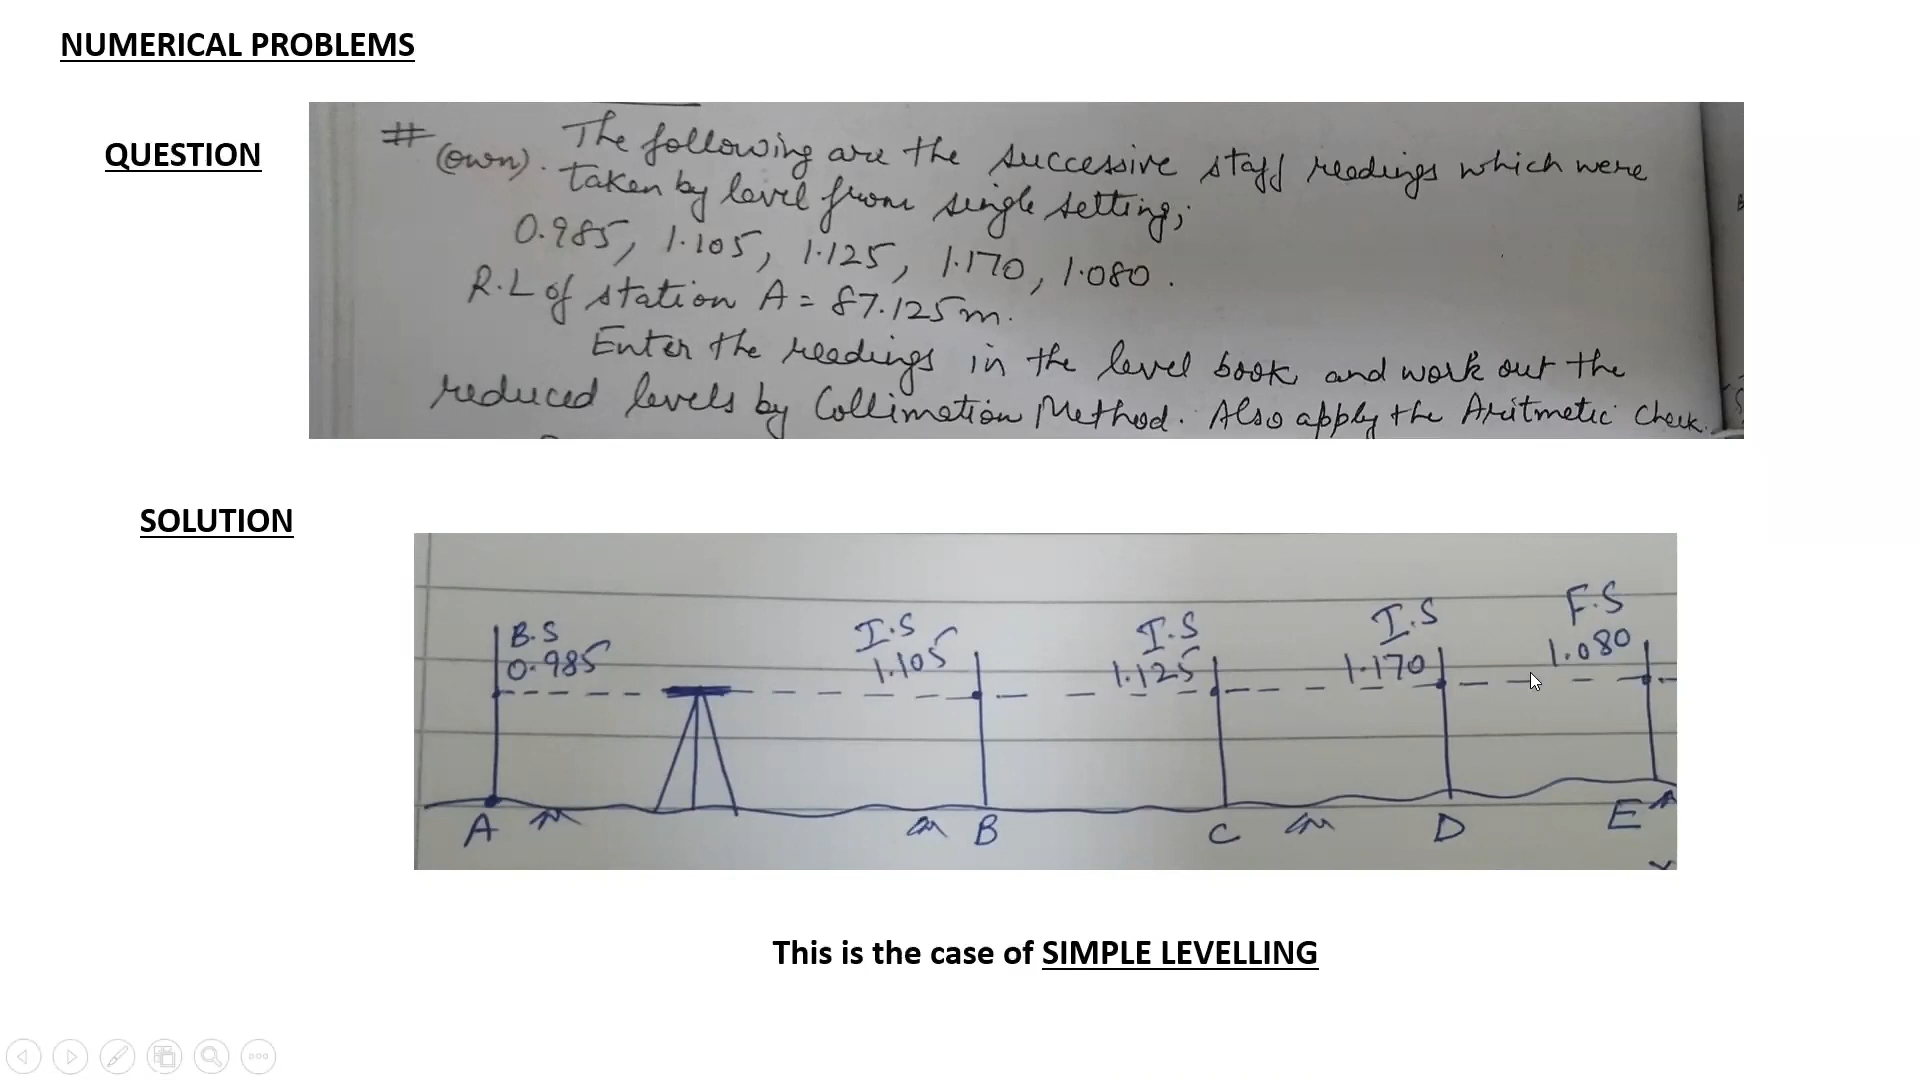 NUMERICAL PROBLEMS
QUESTION
# (own). The following are the successive staff readings which were
taken by level from single setting;
0.985, 1.105, 1.125, 1.170, 1.080.
R.L of station A = 87.125m.
Enter the readings in the level book and work out the
reduced levels by Collimation Method. Also apply the Aritmetic Check.
SOLUTION
B.S
0.985
I.S
1.105
I.S
1.125
I.S
1.170
F.S
1.080
A
B
C
D
E
This is the case of SIMPLE LEVELLING